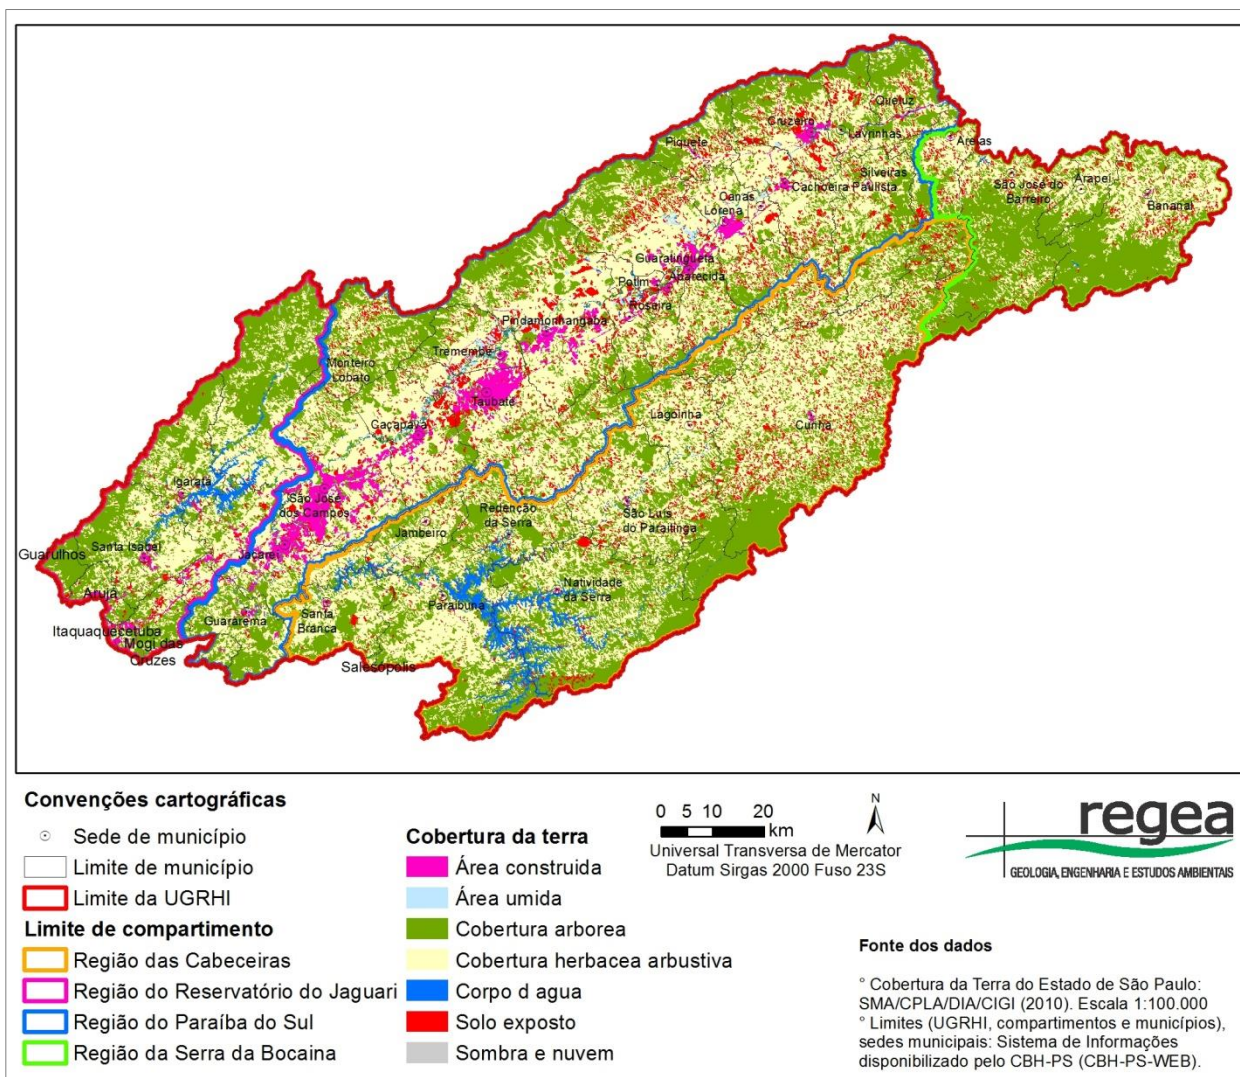 Queluz
Cruzeiro
Lavrinhas
Piquete
Areias
Silveiras
São José do
Barreiro
Arapei
Bananal
Canas
Cachoeira Paulista
Lorena
Guaratingueta
Aparecida
Potim
Roseira
Pindamonhangaba
Tremembe
Monteiro
Lobato
Taubate
Lagoinha
Cunha
Caçapava
Igarata
São José
dos Campos
Redenção
da Serra
São Luis
do Paraitinga
Jambeiro
Santa Isabel
Guarulhos
Jacarei
Natividade
da Serra
Paraibuna
Arujá
Guararema
Santa
Branca
Itaquaquecetuba
Mogi das
Cruzes
Salesopolis
Convenções cartográficas
Sede de município
Limite de município
Limite da UGRHI
Limite de compartimento
Região das Cabeceiras
Região do Reservatório do Jaguari
Região do Paraíba do Sul
Região da Serra da Bocaina
Cobertura da terra
Área construida
Área umida
Cobertura arborea
Cobertura herbacea arbustiva
Corpo d agua
Solo exposto
Sombra e nuvem
0 5 10 20
km
Universal Transversa de Mercator
Datum Sirgas 2000 Fuso 23S
N
regea
GEOLOGIA, ENGENHARIA E ESTUDOS AMBIENTAIS
Fonte dos dados
° Cobertura da Terra do Estado de São Paulo:
SMA/CPLA/DIA/CIGI (2010). Escala 1:100.000
° Limites (UGRHI, compartimentos e municípios),
sedes municipais: Sistema de Informações
disponibilizado pelo CBH-PS (CBH-PS-WEB).